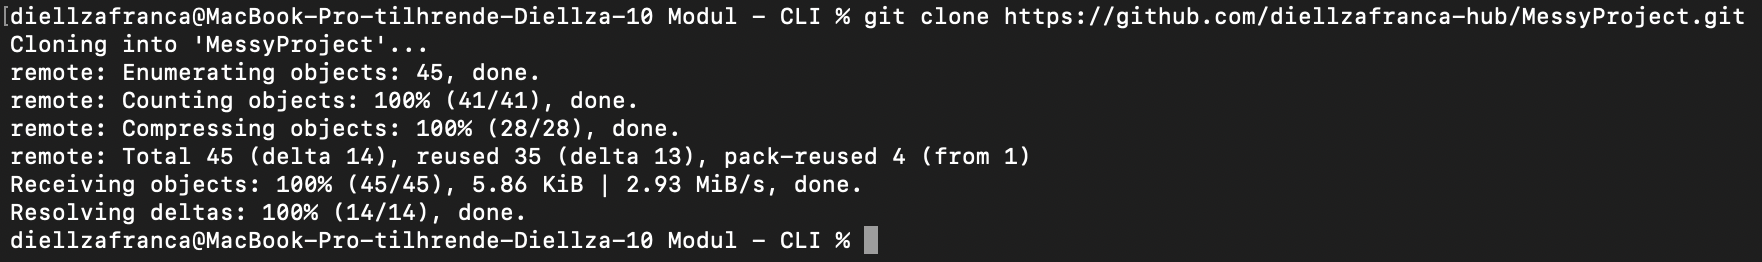 [diellzafranca@MacBook-Pro-tilhrende-Diellza-10 Modul - CLI % git clone https://github.com/diellzafranca-hub/MessyProject.git
Cloning into 'MessyProject'...
remote: Enumerating objects: 45, done.
remote: Counting objects: 100% (41/41), done.
remote: Compressing objects: 100% (28/28), done.
remote: Total 45 (delta 14), reused 35 (delta 13), pack-reused 4 (from 1)
Receiving objects: 100% (45/45), 5.86 KiB | 2.93 MiB/s, done.
Resolving deltas: 100% (14/14), done.
diellzafranca@MacBook-Pro-tilhrende-Diellza-10 Modul - CLI %